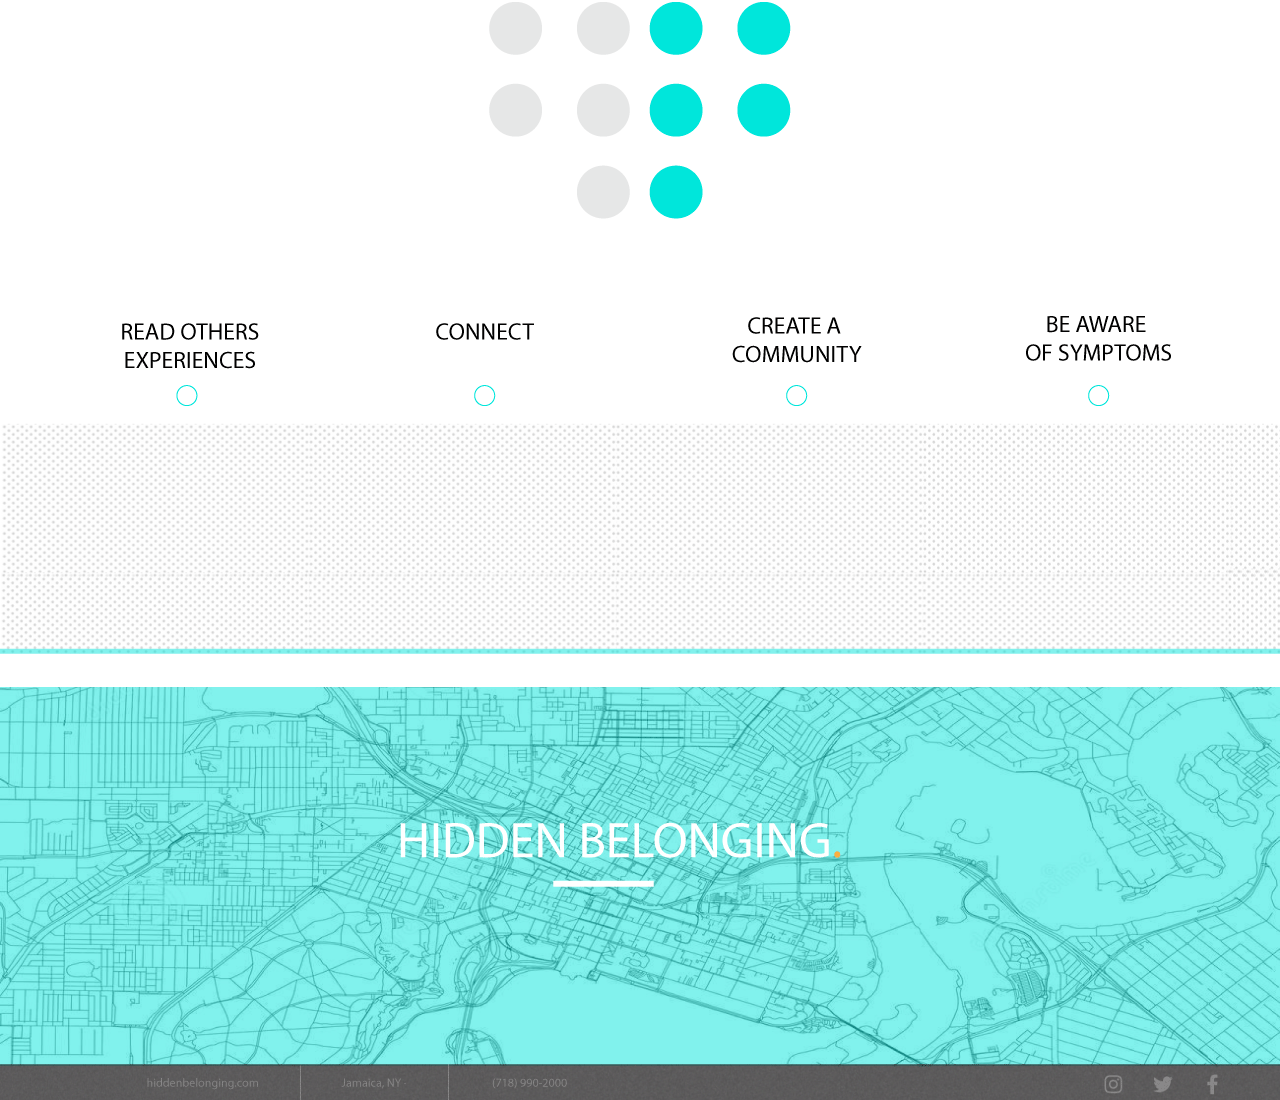 READ OTHERS
EXPERIENCES
CONNECT
CREATE A
COMMUNITY
BE AWARE
OF SYMPTOMS
HIDDEN BELONGING.
hiddenbelonging.com
Jamaica, NY
(718) 990-2000